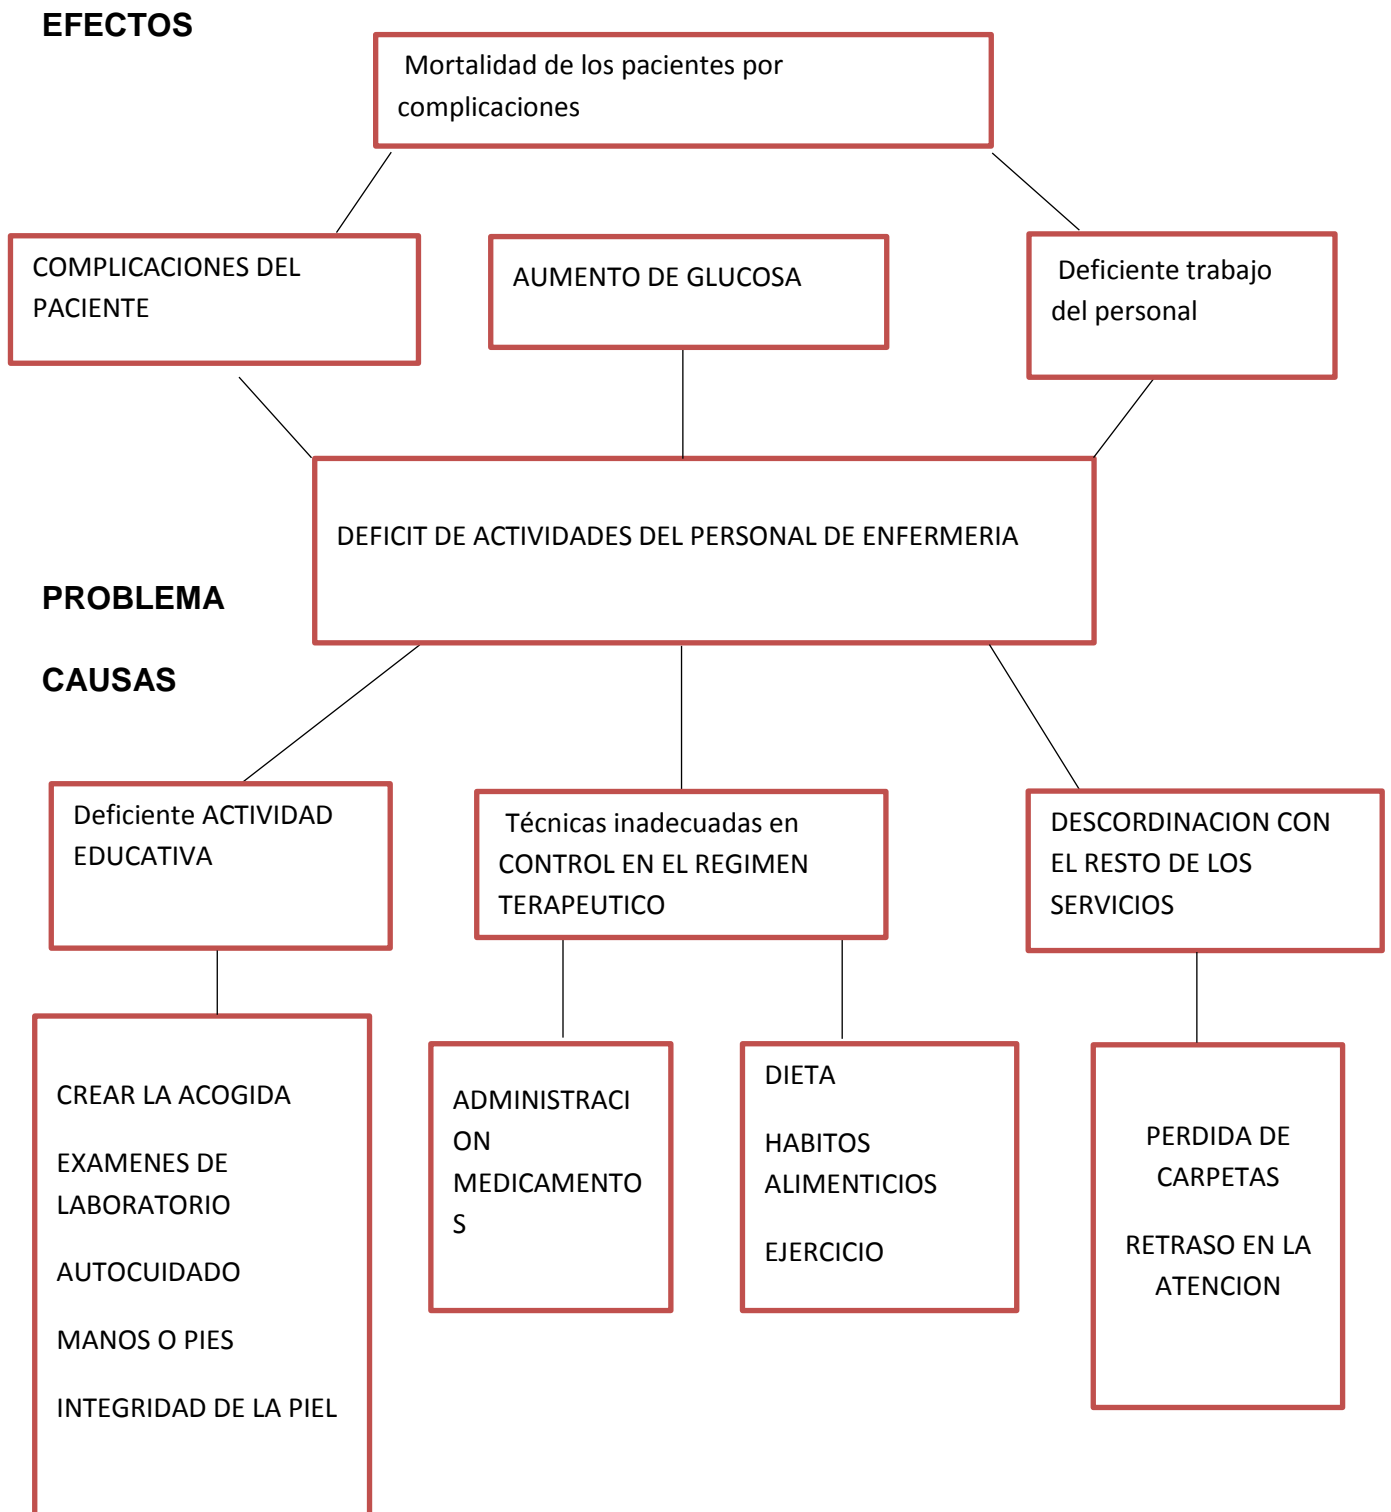 EFECTOS
Mortalidad de los pacientes por
complicaciones
COMPLICACIONES DEL
PACIENTE
AUMENTO DE GLUCOSA
Deficiente trabajo
del personal
DEFICIT DE ACTIVIDADES DEL PERSONAL DE ENFERMERIA
PROBLEMA
CAUSAS
Deficiente ACTIVIDAD
EDUCATIVA
Técnicas inadecuadas en
CONTROL EN EL REGIMEN
TERAPEUTICO
DESCORDINACION CON
EL RESTO DE LOS
SERVICIOS
CREAR LA ACOGIDA
EXAMENES DE
LABORATORIO
AUTOCUIDADO
MANOS O PIES
INTEGRIDAD DE LA PIEL
ADMINISTRACI
ON
MEDICAMENTO
S
DIETA
HABITOS
ALIMENTICIOS
EJERCICIO
PERDIDA DE
CARPETAS
RETRASO EN LA
ATENCION